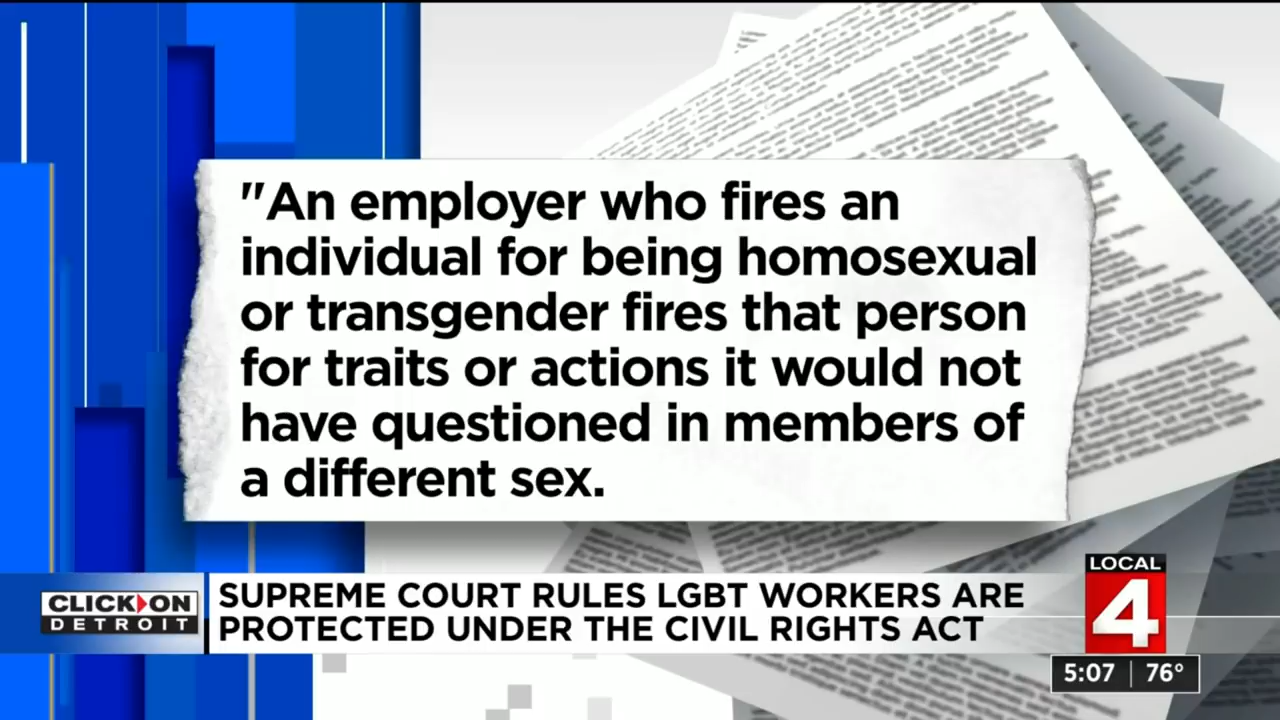 "An employer who fires an
individual for being homosexual
or transgender fires that person
for traits or actions it would not
have questioned in members of
a different sex.
CLICK ON
DETROIT
SUPREME COURT RULES LGBT WORKERS ARE
PROTECTED UNDER THE CIVIL RIGHTS ACT
LOCAL
4
5:07 76°